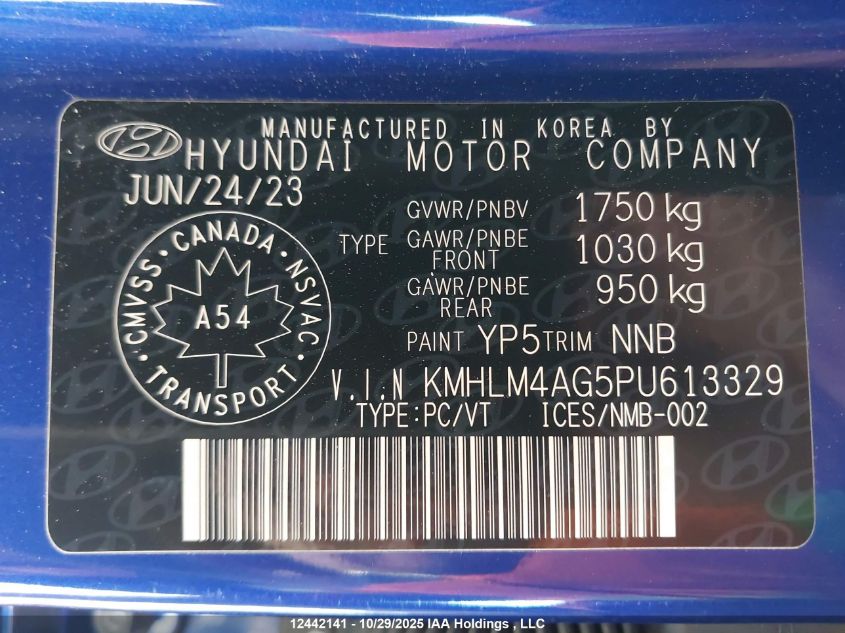 MANUFACTURED IN KOREA BY
HYUNDAI MOTOR COMPANY
JUN/24/23
GVWR/PNBV 1750 kg
TYPE GAWR/PNBE FRONT 1030 kg
GAWR/PNBE REAR 950 kg
PAINT YP5 TRIM NNB
CMVSS · CANADA · NSVAC · TRANSPORT ·
A54
V.I.N KMHLM4AG5PU613329
TYPE:PC/VT ICES/NMB-002
12442141 - 10/29/2025 IAA Holdings , LLC